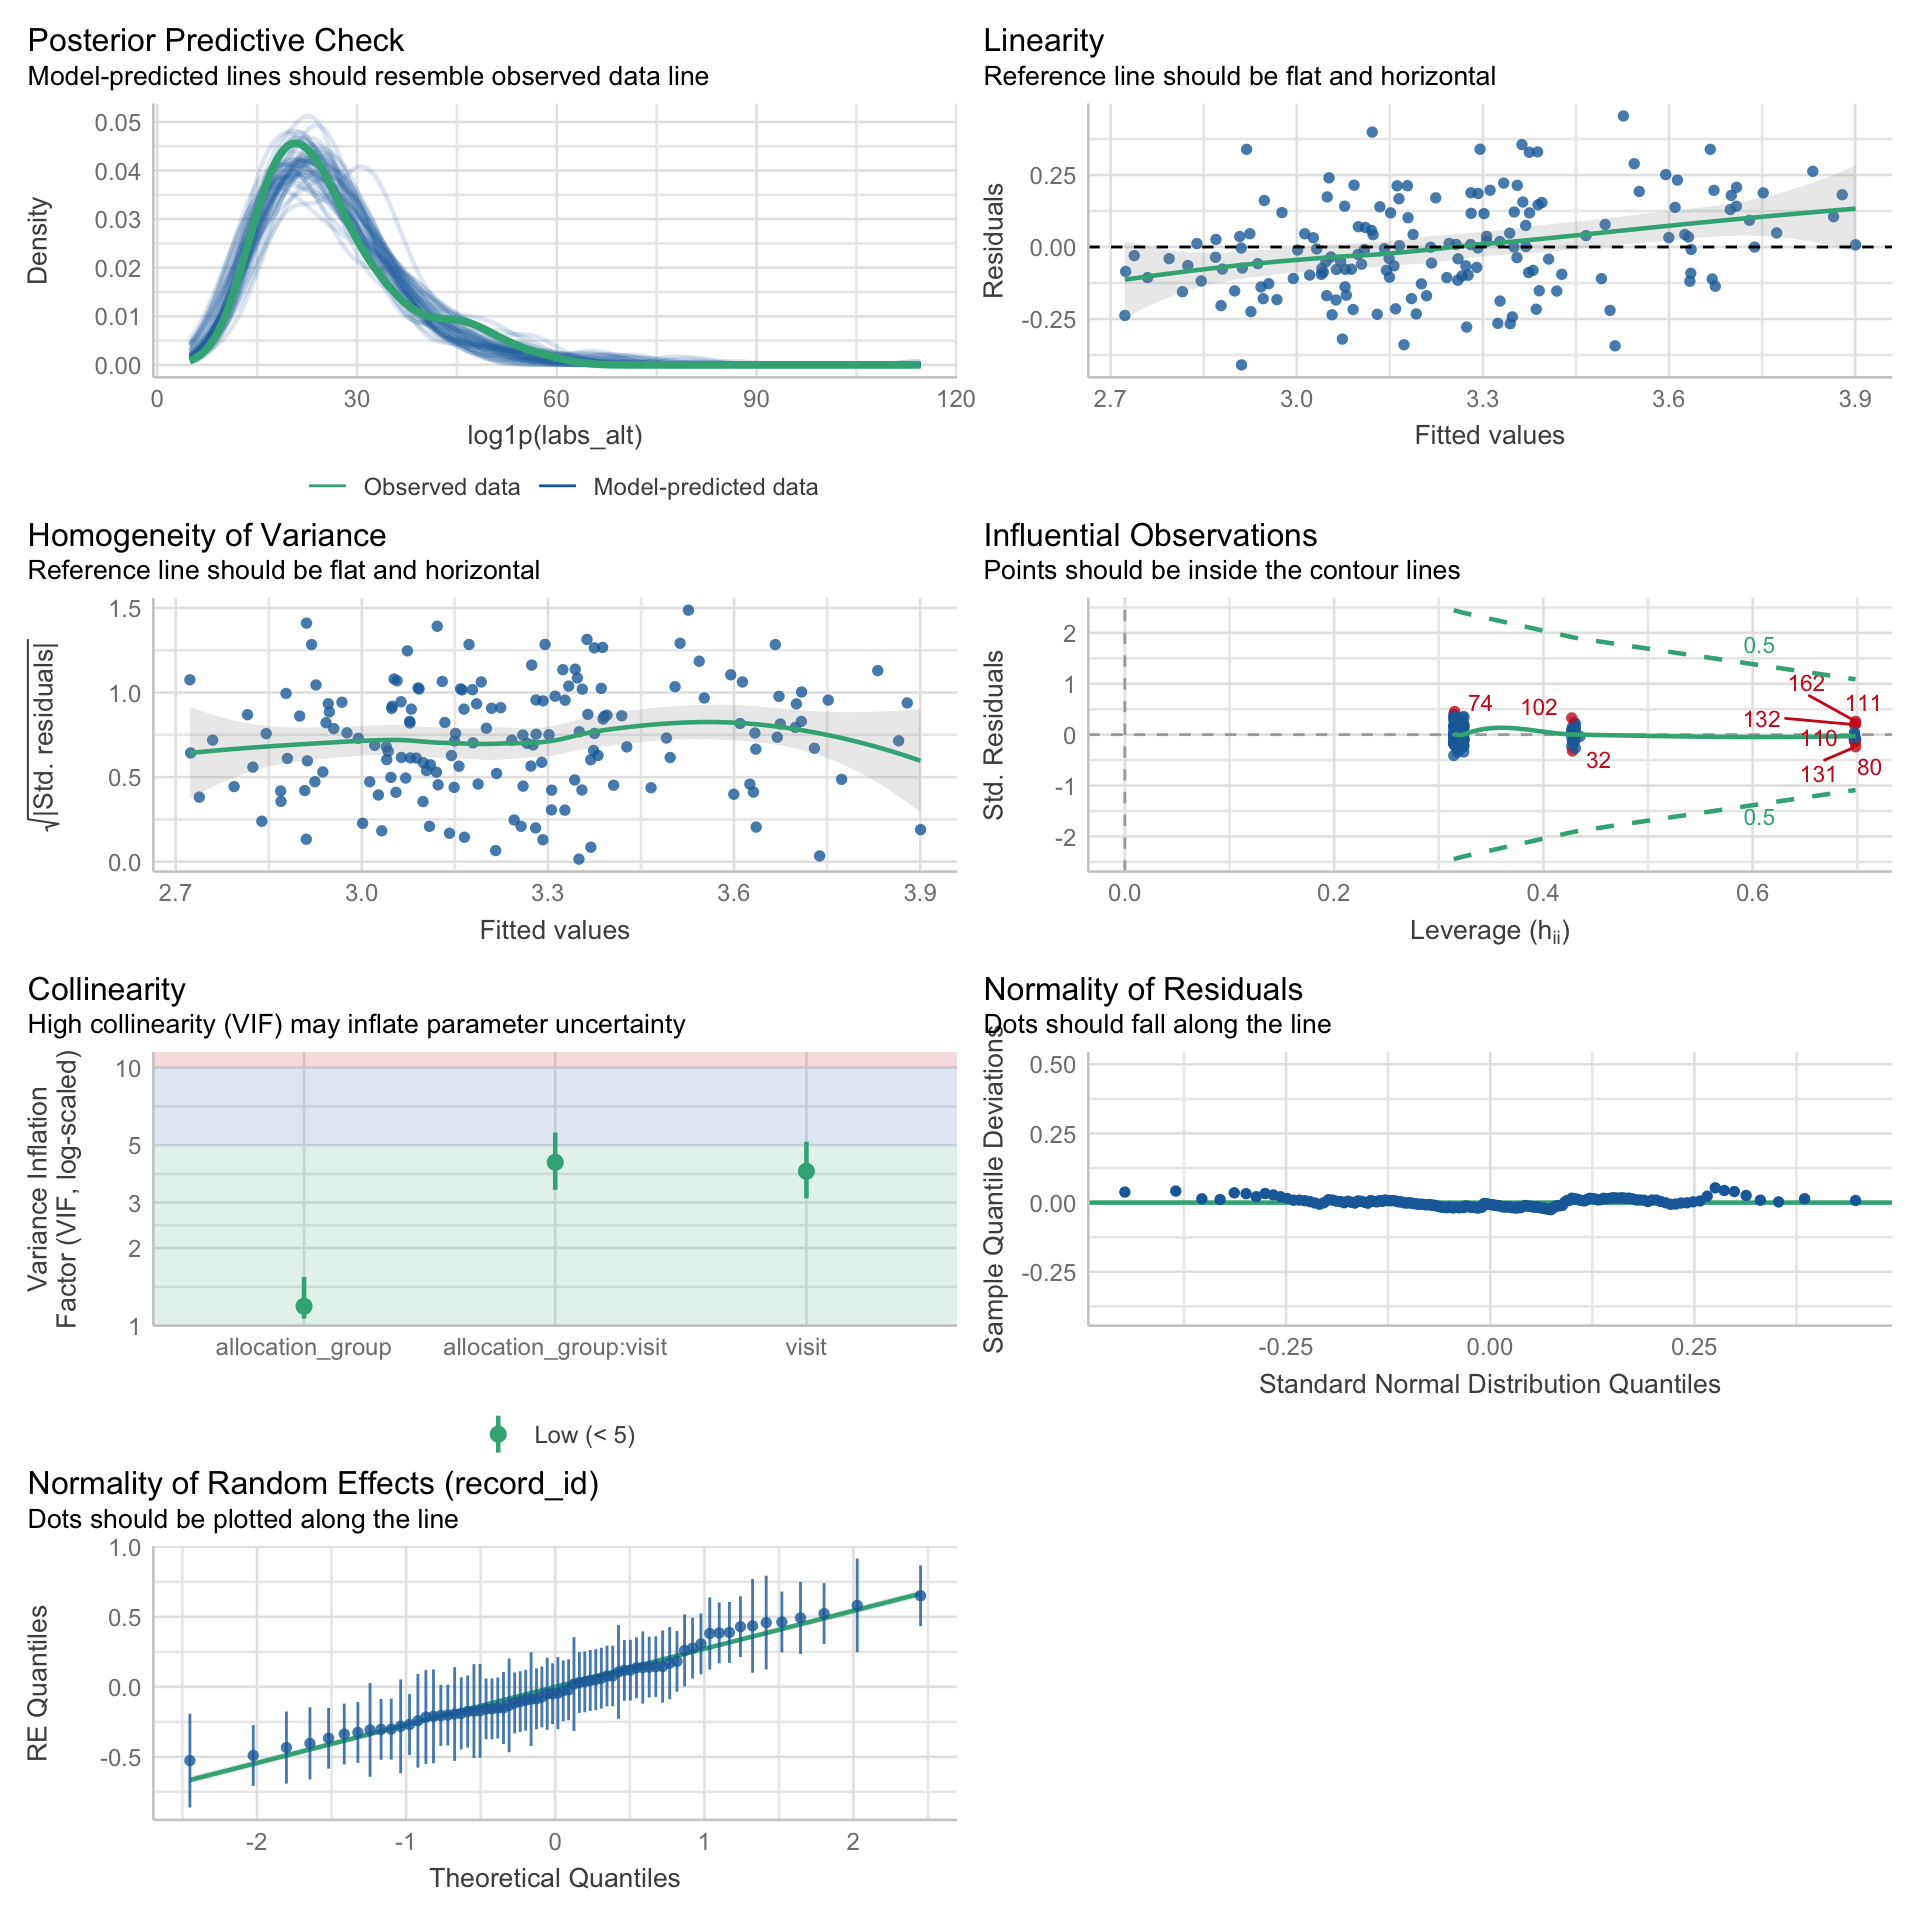 Posterior Predictive Check
Model-predicted lines should resemble observed data line
Density
0.05
0.04
0.03
0.02
0.01
0.00
0 30 60 90 120
log1p(labs_alt)
Observed data Model-predicted data
Linearity
Reference line should be flat and horizontal
Residuals
0.25
0.00
-0.25
2.7 3.0 3.3 3.6 3.9
Fitted values
Homogeneity of Variance
Reference line should be flat and horizontal
√|Std. residuals|
1.5
1.0
0.5
0.0
2.7 3.0 3.3 3.6 3.9
Fitted values
Influential Observations
Points should be inside the contour lines
Std. Residuals
2
1
0
-1
-2
0.5
162
74 102 111
132
110
32 131 80
0.5
0.0 0.2 0.4 0.6
Leverage (hii)
Collinearity
High collinearity (VIF) may inflate parameter uncertainty
Variance Inflation
Factor (VIF, log-scaled)
10
5
3
2
1
allocation_group allocation_group:visit visit
Low (< 5)
Normality of Residuals
Dots should fall along the line
Sample Quantile Deviations
0.50
0.25
0.00
-0.25
-0.25 0.00 0.25
Standard Normal Distribution Quantiles
Normality of Random Effects (record_id)
Dots should be plotted along the line
RE Quantiles
1.0
0.5
0.0
-0.5
-2 -1 0 1 2
Theoretical Quantiles